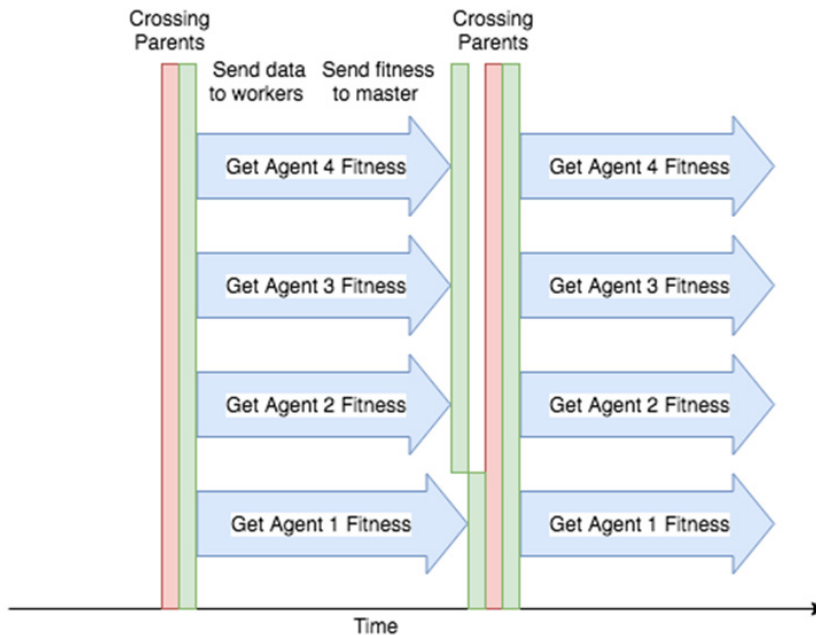 Crossing
Parents
Crossing
Parents
Send data
to workers
Send fitness
to master
Get Agent 4 Fitness
Get Agent 4 Fitness
Get Agent 3 Fitness
Get Agent 3 Fitness
Get Agent 2 Fitness
Get Agent 2 Fitness
Get Agent 1 Fitness
Get Agent 1 Fitness
Time